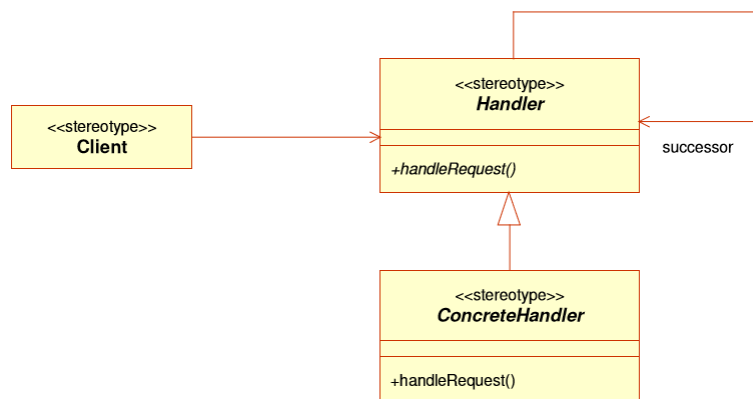 <<stereotype>>
Handler
<<stereotype>>
Client
+handleRequest()
successor
<<stereotype>>
ConcreteHandler
+handleRequest()